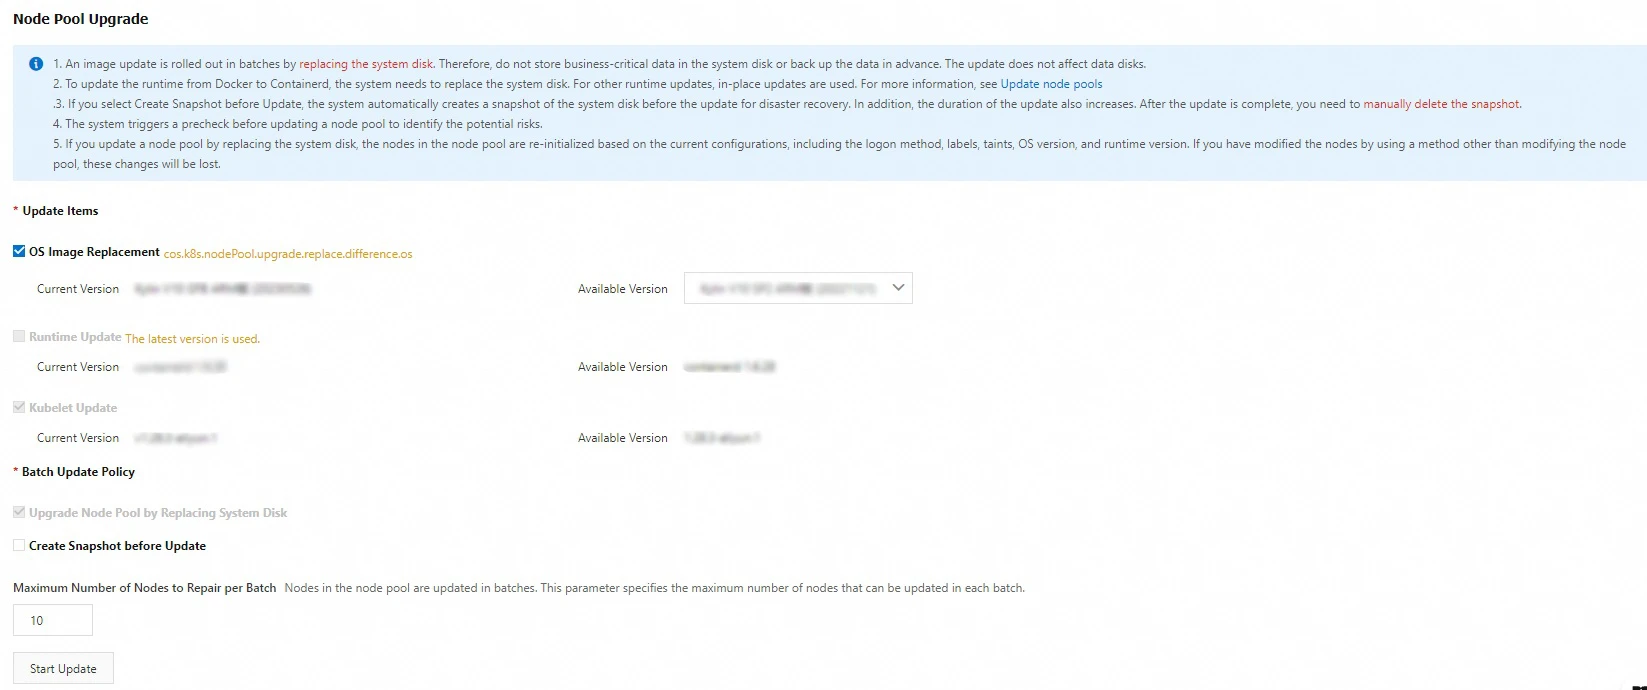 Node Pool Upgrade
1. An image update is rolled out in batches by replacing the system disk. Therefore, do not store business-critical data in the system disk or back up the data in advance. The update does not affect data disks.
2. To update the runtime from Docker to Containerd, the system needs to replace the system disk. For other runtime updates, in-place updates are used. For more information, see Update node pools
.3. If you select Create Snapshot before Update, the system automatically creates a snapshot of the system disk before the update for disaster recovery. In addition, the duration of the update also increases. After the update is complete, you need to manually delete the snapshot.
4. The system triggers a precheck before updating a node pool to identify the potential risks.
5. If you update a node pool by replacing the system disk, the nodes in the node pool are re-initialized based on the current configurations, including the logon method, labels, taints, OS version, and runtime version. If you have modified the nodes by using a method other than modifying the node
pool, these changes will be lost.
* Update Items
OS Image Replacement cos.k8s.nodePool.upgrade.replace.difference.os
Current Version Available Version
Runtime Update The latest version is used.
Current Version Available Version
Kubelet Update
Current Version Available Version
* Batch Update Policy
Upgrade Node Pool by Replacing System Disk
Create Snapshot before Update
Maximum Number of Nodes to Repair per Batch Nodes in the node pool are updated in batches. This parameter specifies the maximum number of nodes that can be updated in each batch.
10
Start Update